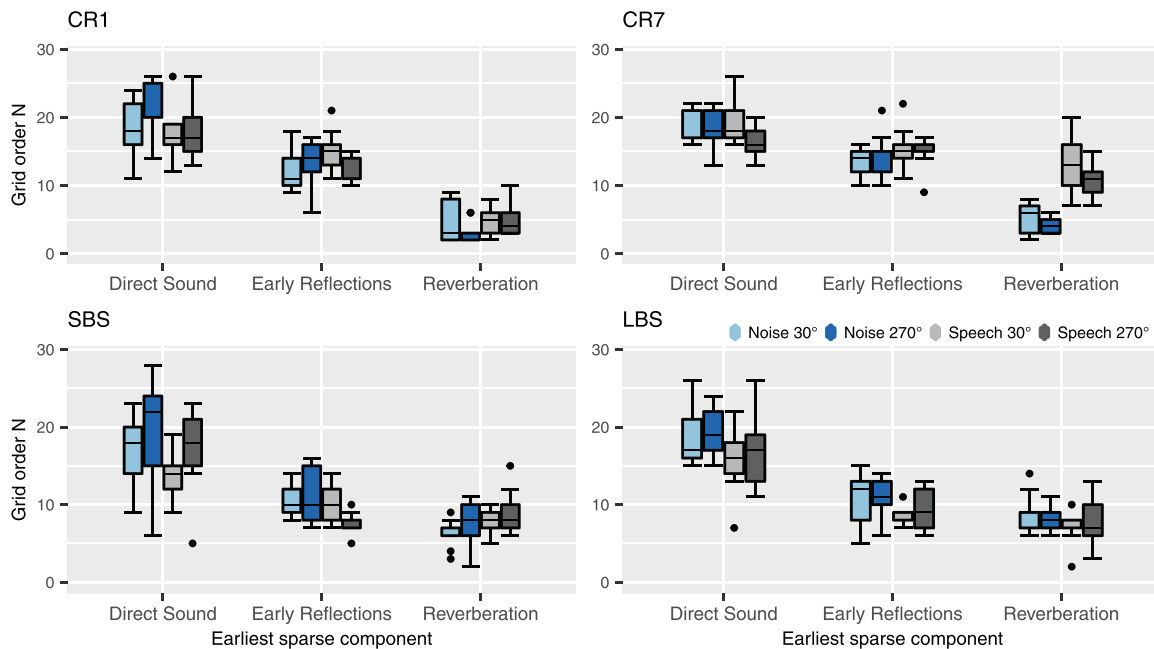 CR1
CR7
30
20
10
0
Grid order N
Direct Sound Early Reflections Reverberation
30
20
10
0
Direct Sound Early Reflections Reverberation
SBS
LBS
Noise 30° Noise 270° Speech 30° Speech 270°
30
20
10
0
Grid order N
Direct Sound Early Reflections Reverberation
Earliest sparse component
30
20
10
0
Direct Sound Early Reflections Reverberation
Earliest sparse component